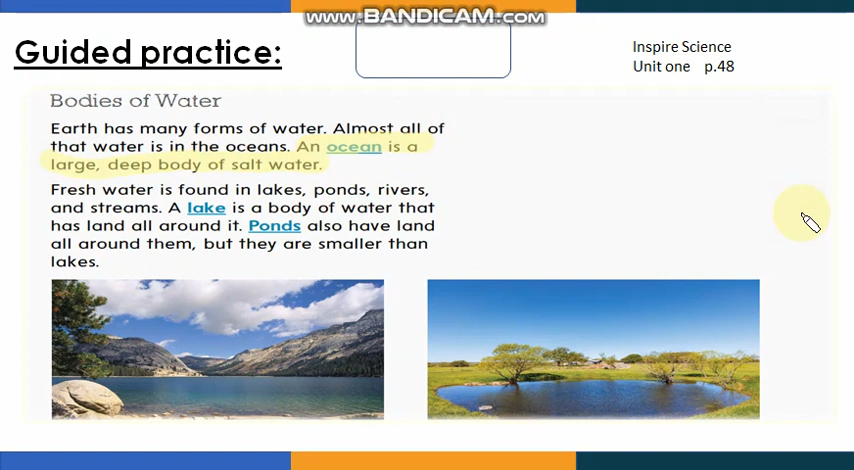 www.BANDICAM.com
Guided practice:
Inspire Science
Unit one p.48
Bodies of Water
Earth has many forms of water. Almost all of
that water is in the oceans. An ocean is a
large, deep body of salt water.
Fresh water is found in lakes, ponds, rivers,
and streams. A lake is a body of water that
has land all around it. Ponds also have land
all around them, but they are smaller than
lakes.